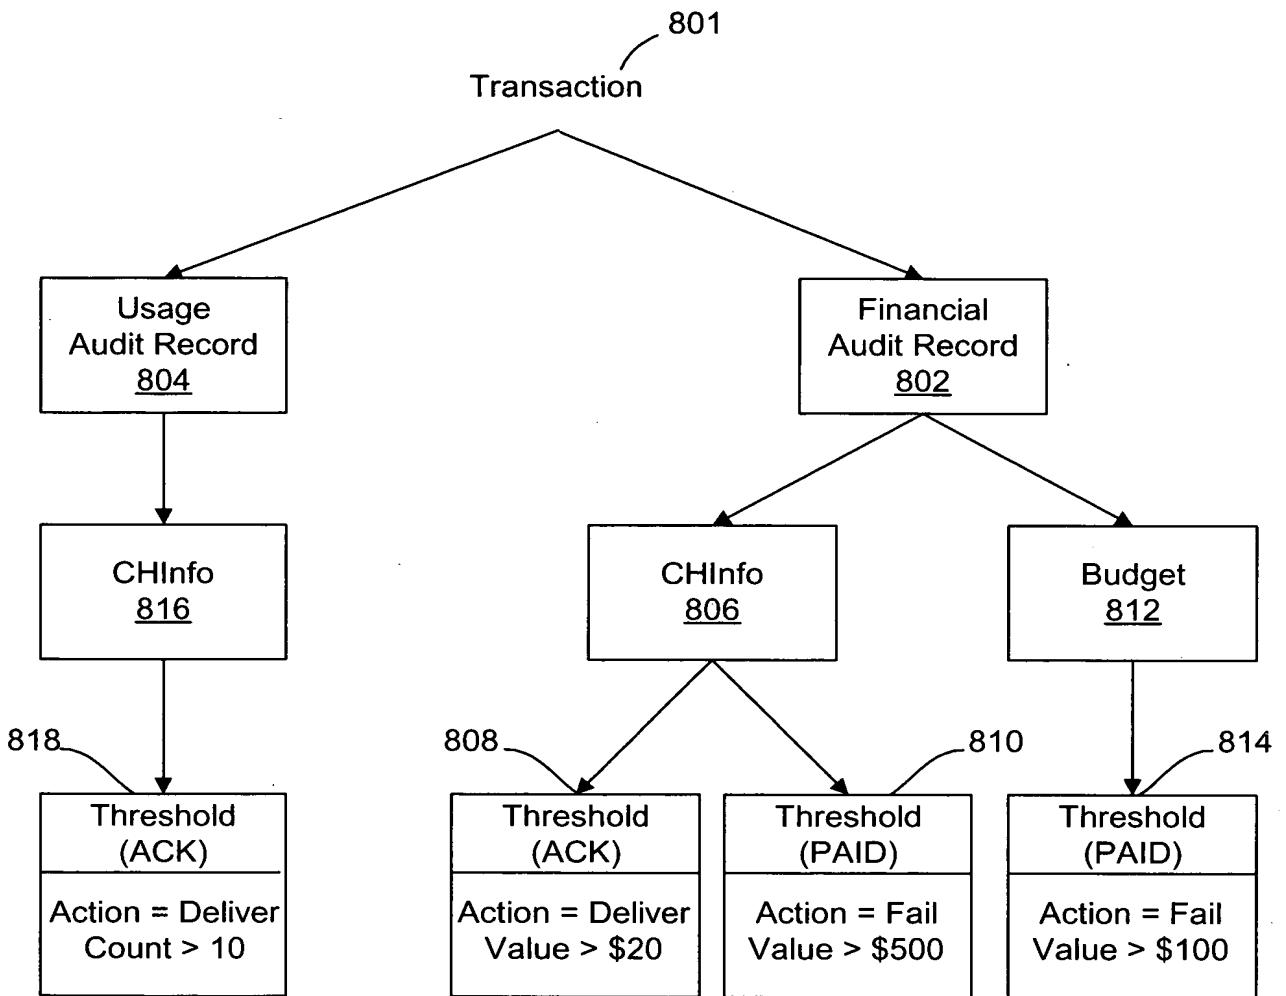 801
Transaction
Usage
Audit Record
804
Financial
Audit Record
802
CHInfo
816
CHInfo
806
Budget
812
818
808
810
814
Threshold
(ACK)
Action = Deliver
Count > 10
Threshold
(ACK)
Action = Deliver
Value > $20
Threshold
(PAID)
Action = Fail
Value > $500
Threshold
(PAID)
Action = Fail
Value > $100